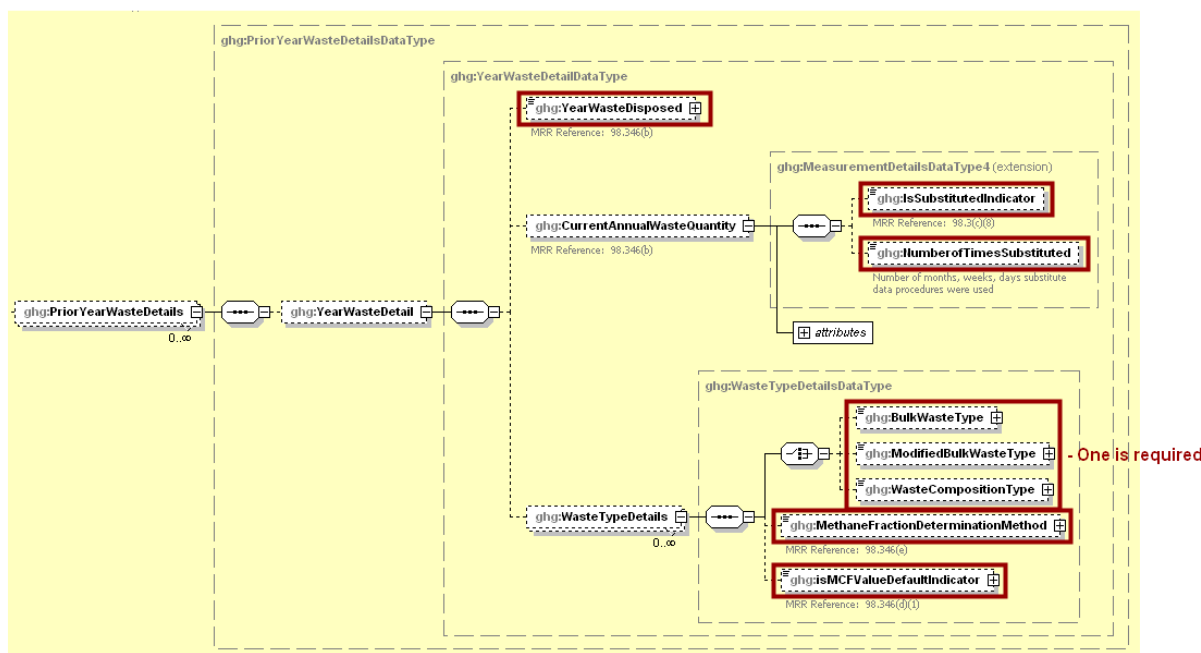 ghg:PriorYearWasteDetailsDataType
ghg:YearWasteDetailDataType
ghg:YearWasteDisposed
MRR Reference: 98.346(b)
ghg:MeasurementDetailsDataType4 (extension)
ghg:IsSubstitutedIndicator
MRR Reference: 98.3(c)(8)
ghg:CurrentAnnualWasteQuantity
MRR Reference: 98.346(b)
ghg:NumberofTimesSubstituted
Number of months, weeks, days substitute
data procedures were used
ghg:PriorYearWasteDetails
0..∞
ghg:YearWasteDetail
attributes
ghg:WasteTypeDetailsDataType
ghg:BulkWasteType
ghg:ModifiedBulkWasteType
- One is required
ghg:WasteCompositionType
ghg:WasteTypeDetails
0..∞
ghg:MethaneFractionDeterminationMethod
MRR Reference: 98.346(e)
ghg:isMCFValueDefaultIndicator
MRR Reference: 98.346(d)(1)